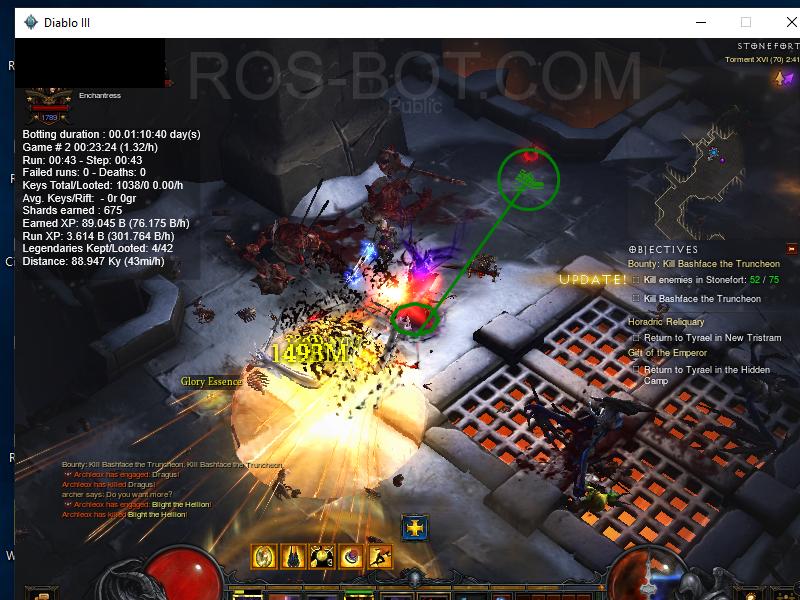 Diablo III
ROS-BOT.COM
Public
STONEFORT
Torment XVI (70) 2:41
Enchantress
1789
Botting duration : 00.01:10:40 day(s)
Game # 2 00:23:24 (1.32/h)
Run: 00:43 - Step: 00:43
Failed runs: 0 - Deaths: 0
Keys Total/Looted: 1038/0 0.00/h
Avg. Keys/Rift: - 0r 0gr
Shards earned : 675
Earned XP: 89.045 B (76.175 B/h)
Run XP: 3.614 B (301.764 B/h)
Legendaries Kept/Looted: 4/42
Distance: 88.947 Ky (43mi/h)
OBJECTIVES
Bounty: Kill Bashface the Truncheon
UPDATE!
Kill enemies in Stonefort: 52 / 75
Kill Bashface the Truncheon
Horadric Reliquary
Return to Tyrael in New Tristram
Gift of the Emperor
Return to Tyrael in the Hidden
Camp
1493M
Glory Essence
Bounty: Kill Bashface the Truncheon: Kill Bashface the Truncheon
Archleox has engaged: Dragus!
Archleox has killed Dragus!
archer says: Do you want more?
Archleox has engaged: Blight the Hellion!
Archleox has killed Blight the Hellion!